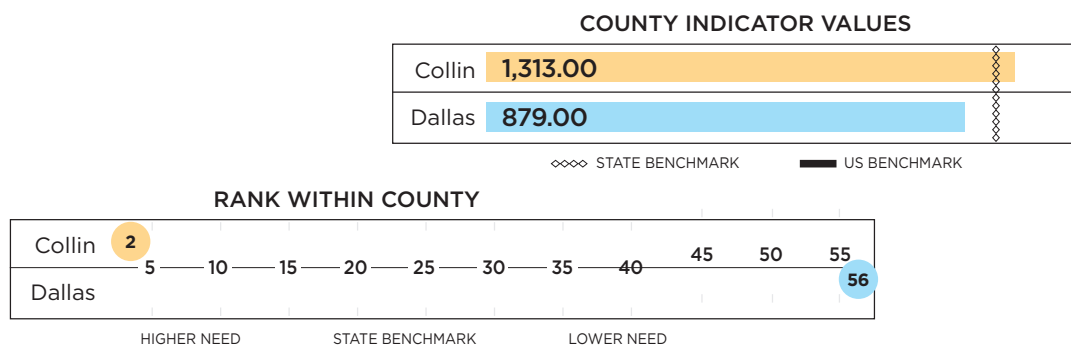 COUNTY INDICATOR VALUES
Collin 1,313.00
Dallas 879.00
STATE BENCHMARK US BENCHMARK
RANK WITHIN COUNTY
Collin 2
5 10 15 20 25 30 35 40 45 50 55
Dallas 56
HIGHER NEED STATE BENCHMARK LOWER NEED